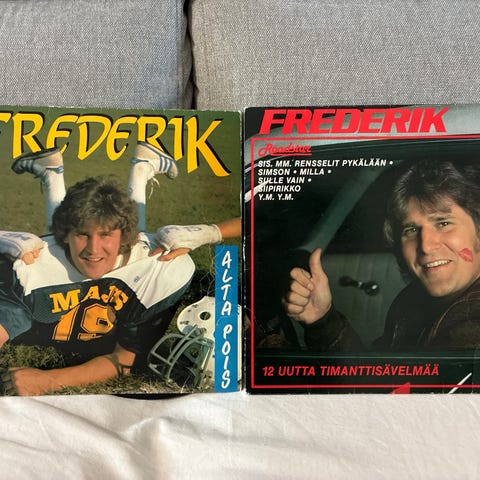 FREDERIK
ALTA POIS
MAJS
19
FREDERIK
SIS. MM. RENSSELIT PYKÄLÄÄN •
SIMSON • MILLA •
SULLE VAIN •
SIIPIRIKKO
Y.M. Y.M.
12 UUTTA TIMANTTISÄVELMÄÄ